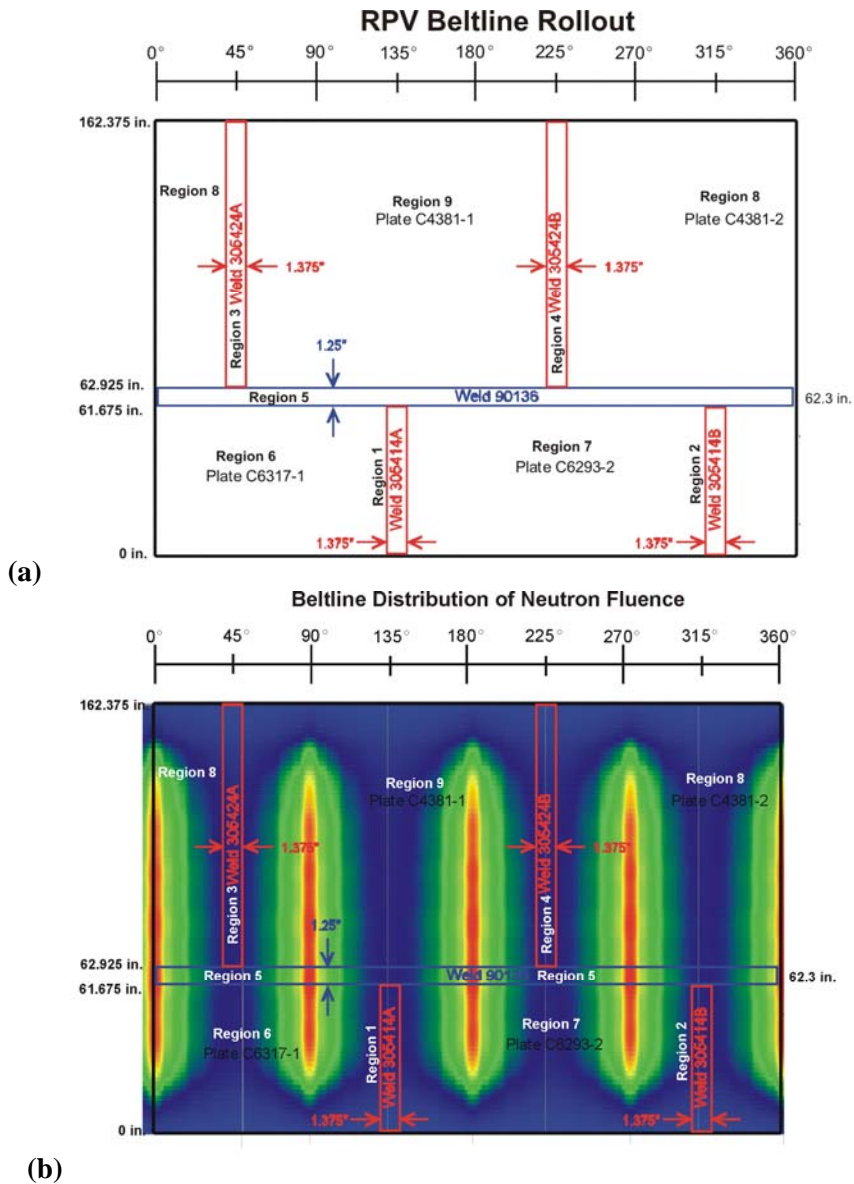 RPV Beltline Rollout
0° 45° 90° 135° 180° 225° 270° 315° 360°
162.375 in.
Region 8
Region 3 Weld 305424A
1.375"
Region 9
Plate C4381-1
Region 4 Weld 305424B
1.375"
Region 8
Plate C4381-2
1.25"
62.925 in.
Region 5
Weld 90136
62.3 in.
61.675 in.
Region 6
Plate C6317-1
Region 1 Weld 305414A
1.375"
Region 7
Plate C6293-2
Region 2 Weld 305414B
1.375"
0 in.
(a)
Beltline Distribution of Neutron Fluence
0° 45° 90° 135° 180° 225° 270° 315° 360°
162.375 in.
Region 8
Region 3 Weld 305424A
1.375"
Region 9
Plate C4381-1
Region 4 Weld 305424B
1.375"
Region 8
Plate C4381-2
1.25"
62.925 in.
Region 5
Weld 90136
Region 5
62.3 in.
61.675 in.
Region 6
Plate C6317-1
Region 1 Weld 305414A
1.375"
Region 7
Plate C6293-2
Region 2 Weld 305414B
1.375"
0 in.
(b)